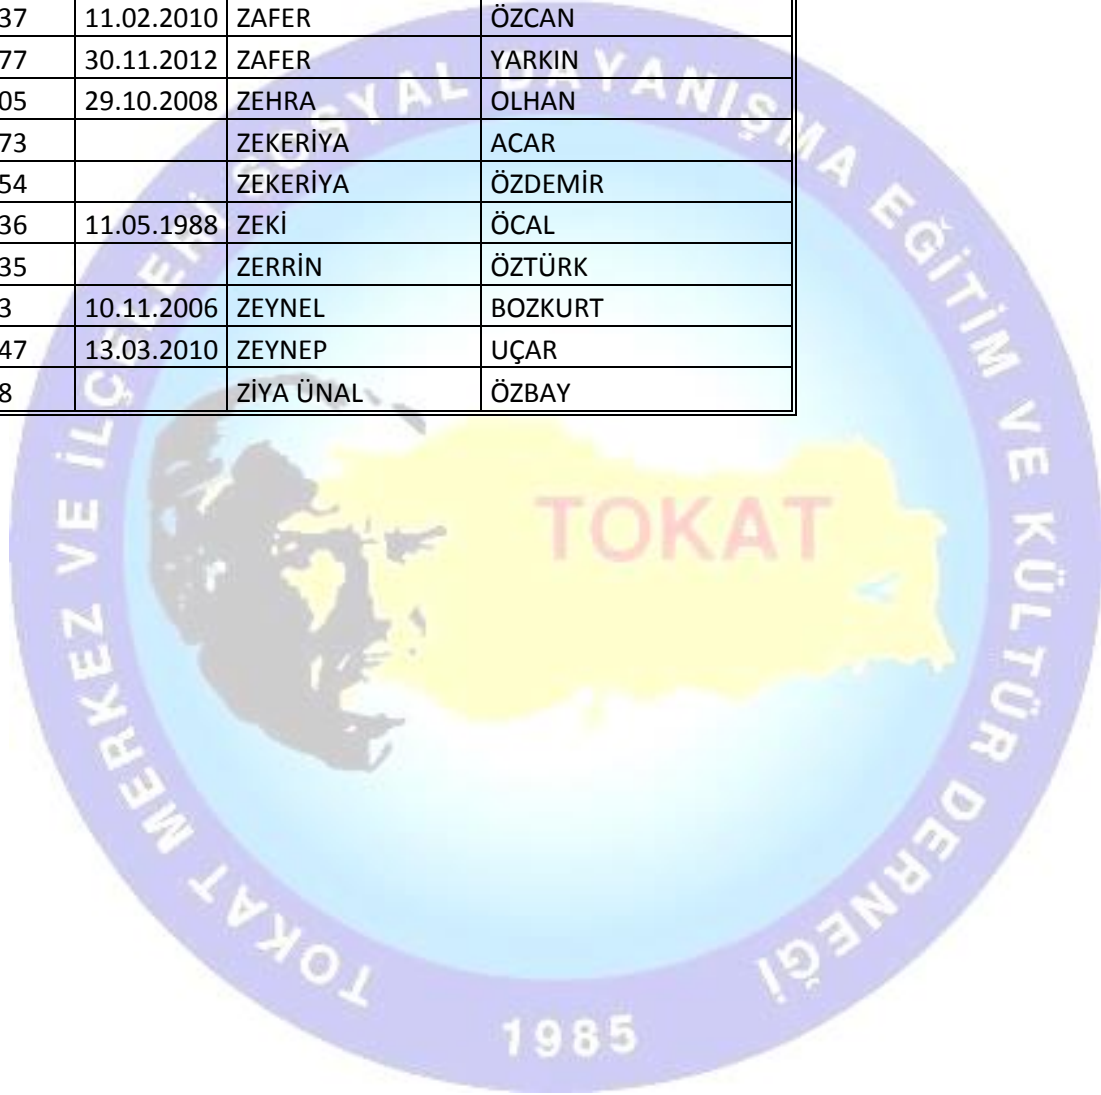 37 11.02.2010 ZAFER ÖZCAN
77 30.11.2012 ZAFER YARKIN
05 29.10.2008 ZEHRA OLHAN
73 ZEKERİYA ACAR
54 ZEKERİYA ÖZDEMİR
36 11.05.1988 ZEKİ ÖCAL
35 ZERRİN ÖZTÜRK
3 10.11.2006 ZEYNEL BOZKURT
47 13.03.2010 ZEYNEP UÇAR
8 ZİYA ÜNAL ÖZBAY
TOKAT MERKEZ VE İLÇELERİ SOSYAL DAYANIŞMA EĞİTİM VE KÜLTÜR DERNEĞİ
TOKAT
1985